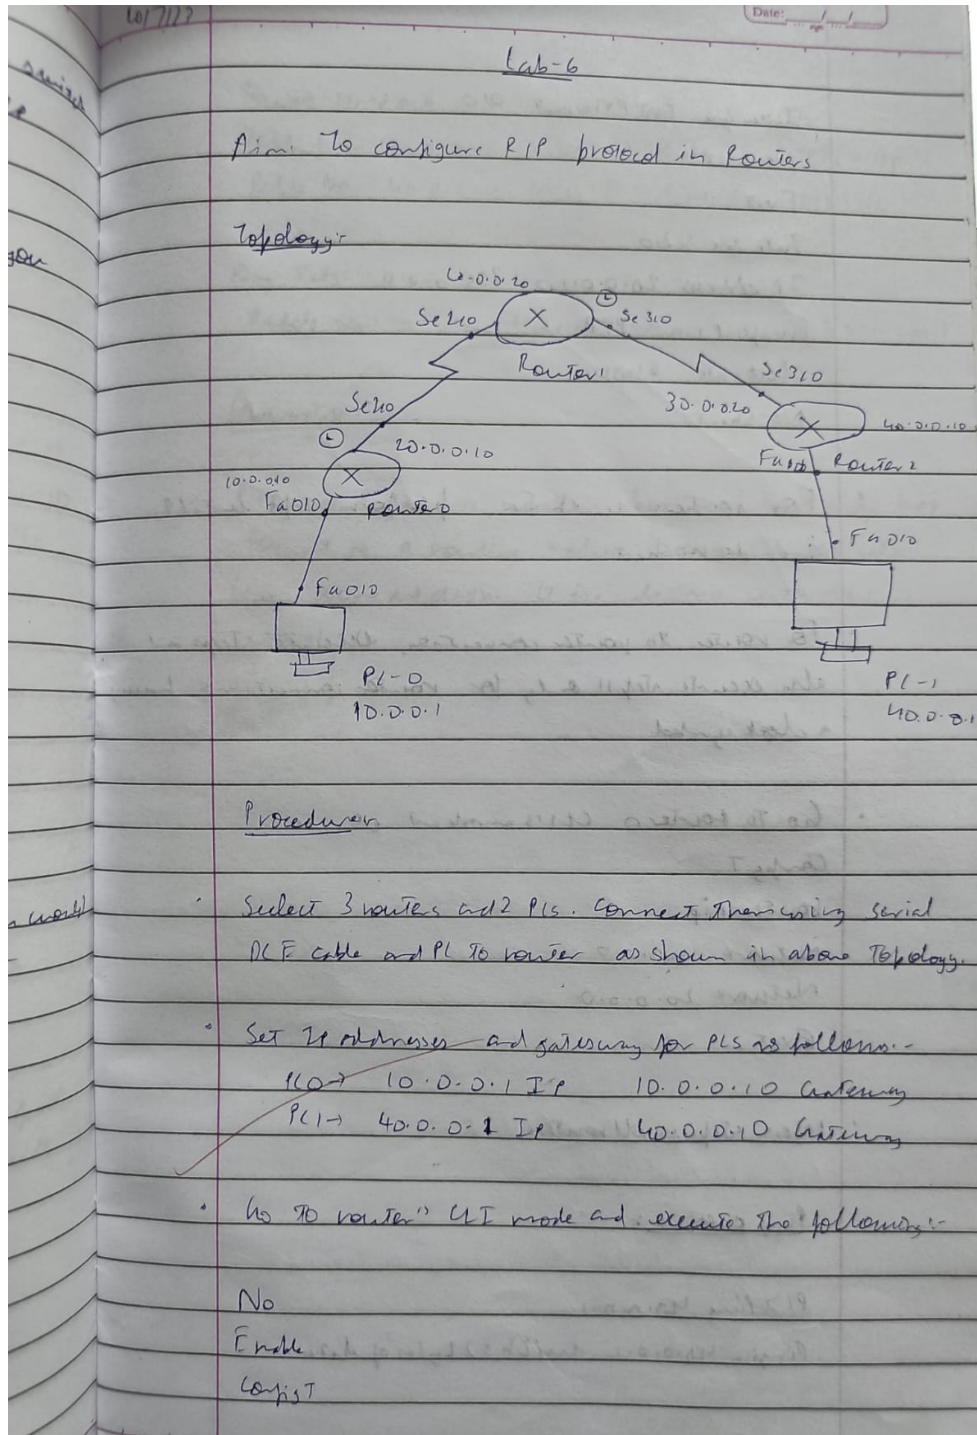 10/7/23
Date:
Lab-6
Aim: To configure RIP protocol in Routers
Topology:-
20
Se2/0
Se3/0
Router1
Se3/0
Se2/0
30.0.0.20
40.0.0.10
20.0.0.10
10.0.0.10
Router2
Fa0/0
Router0
Fa0/0
Fa0/0
PC-0
PC-1
10.0.0.1
40.0.0.1
Procedure:-
Select 3 routers and 2 PCs. Connect them using serial
DCE cable and PC To router as shown in above Topology.
Set IP addresses and gateway for PCs as follows:-
PC0→ 10.0.0.1 IP 10.0.0.10 Gateway
PC1→ 40.0.0.1 IP 40.0.0.10 Gateway
Go To router CLI mode and execute the following:-
No
Enable
Config T